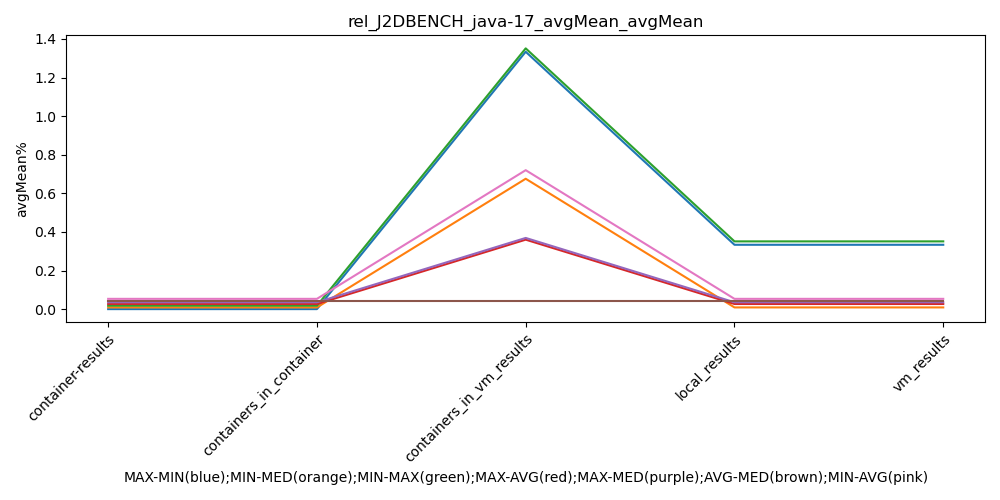 rel_J2DBENCH_java-17_avgMean_avgMean
1.4
1.2
1.0
0.8
0.6
0.4
0.2
0.0
avgMean%
container-results
containers_in_container
containers_in_vm_results
local_results
vm_results
MAX-MIN(blue);MIN-MED(orange);MIN-MAX(green);MAX-AVG(red);MAX-MED(purple);AVG-MED(brown);MIN-AVG(pink)